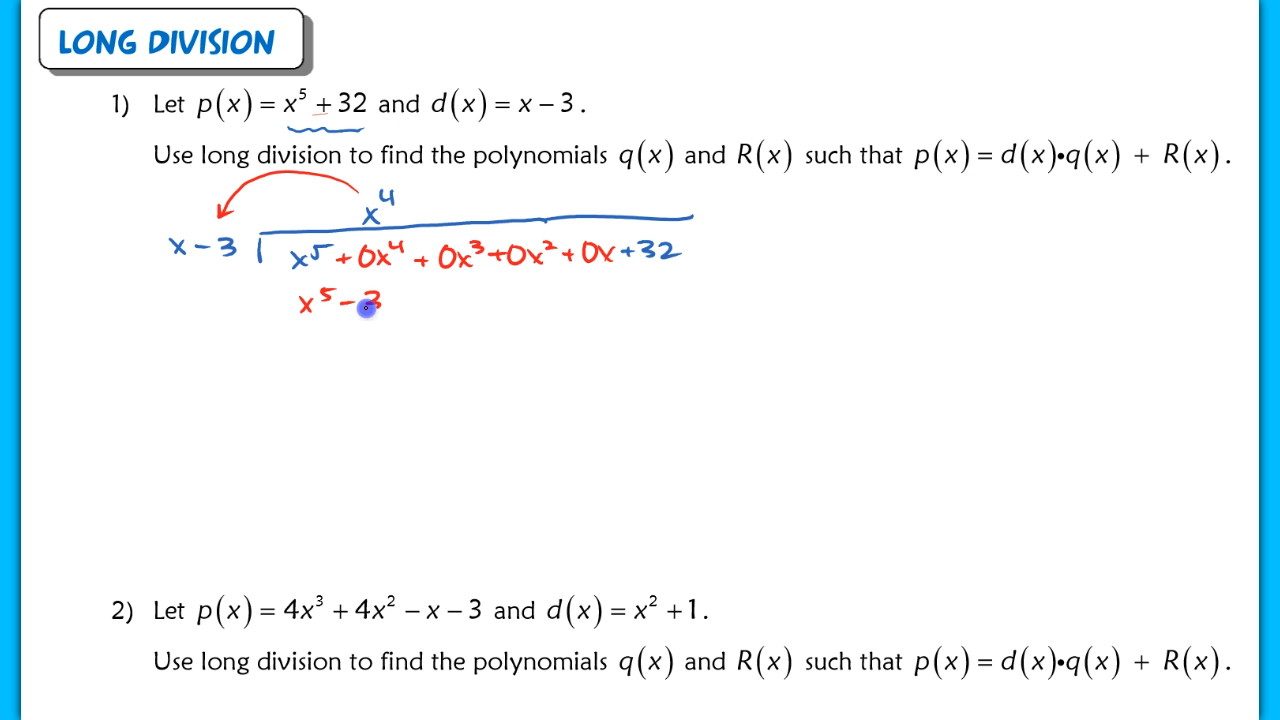 LONG DIVISION
1) Let p(x) = x⁵ + 32 and d(x) = x − 3.
Use long division to find the polynomials q(x) and R(x) such that p(x) = d(x)•q(x) + R(x).
x⁴
x − 3 | x⁵ + 0x⁴ + 0x³ + 0x² + 0x + 32
x⁵ − 3
2) Let p(x) = 4x³ + 4x² − x − 3 and d(x) = x² + 1.
Use long division to find the polynomials q(x) and R(x) such that p(x) = d(x)•q(x) + R(x).